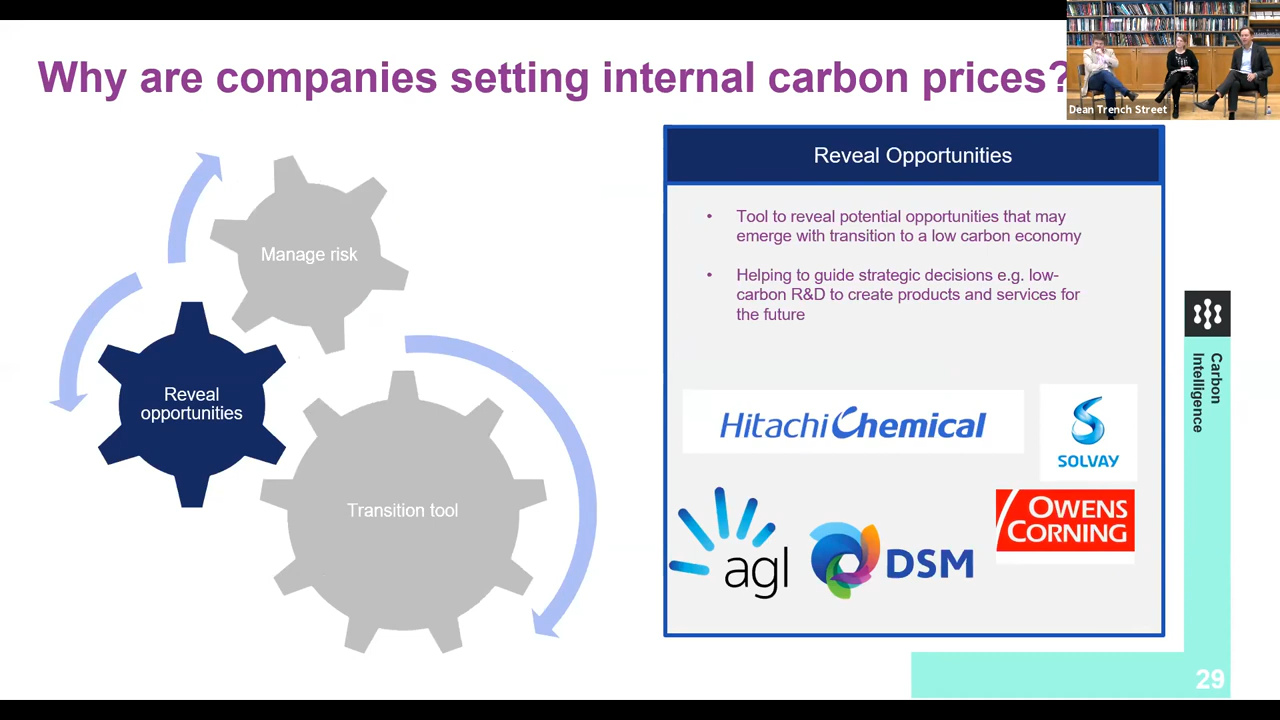 Why are companies setting internal carbon prices?
Dean Trench Street
Manage risk
Reveal
opportunities
Transition tool
Reveal Opportunities
• Tool to reveal potential opportunities that may
emerge with transition to a low carbon economy
• Helping to guide strategic decisions e.g. low-
carbon R&D to create products and services for
the future
Hitachi Chemical
SOLVAY
agl
DSM
OWENS
CORNING
Carbon
Intelligence
29